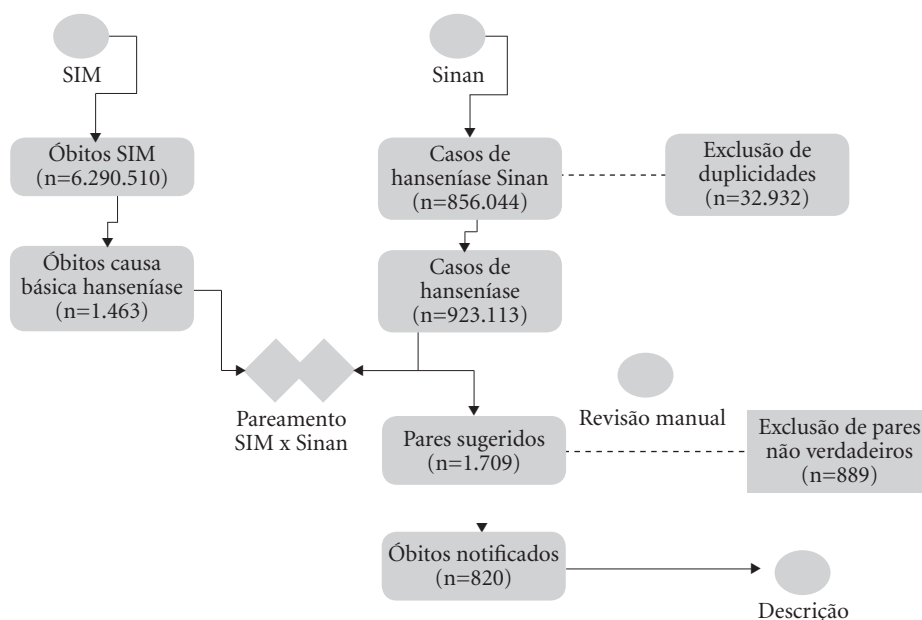 SIM
Sinan
Óbitos SIM
(n=6.290.510)
Casos de
hanseníase Sinan
(n=856.044)
Exclusão de
duplicidades
(n=32.932)
Óbitos causa
básica hanseníase
(n=1.463)
Casos de
hanseníase
(n=923.113)
Pareamento
SIM x Sinan
Revisão manual
Pares sugeridos
(n=1.709)
Exclusão de pares
não verdadeiros
(n=889)
Óbitos notificados
(n=820)
Descrição